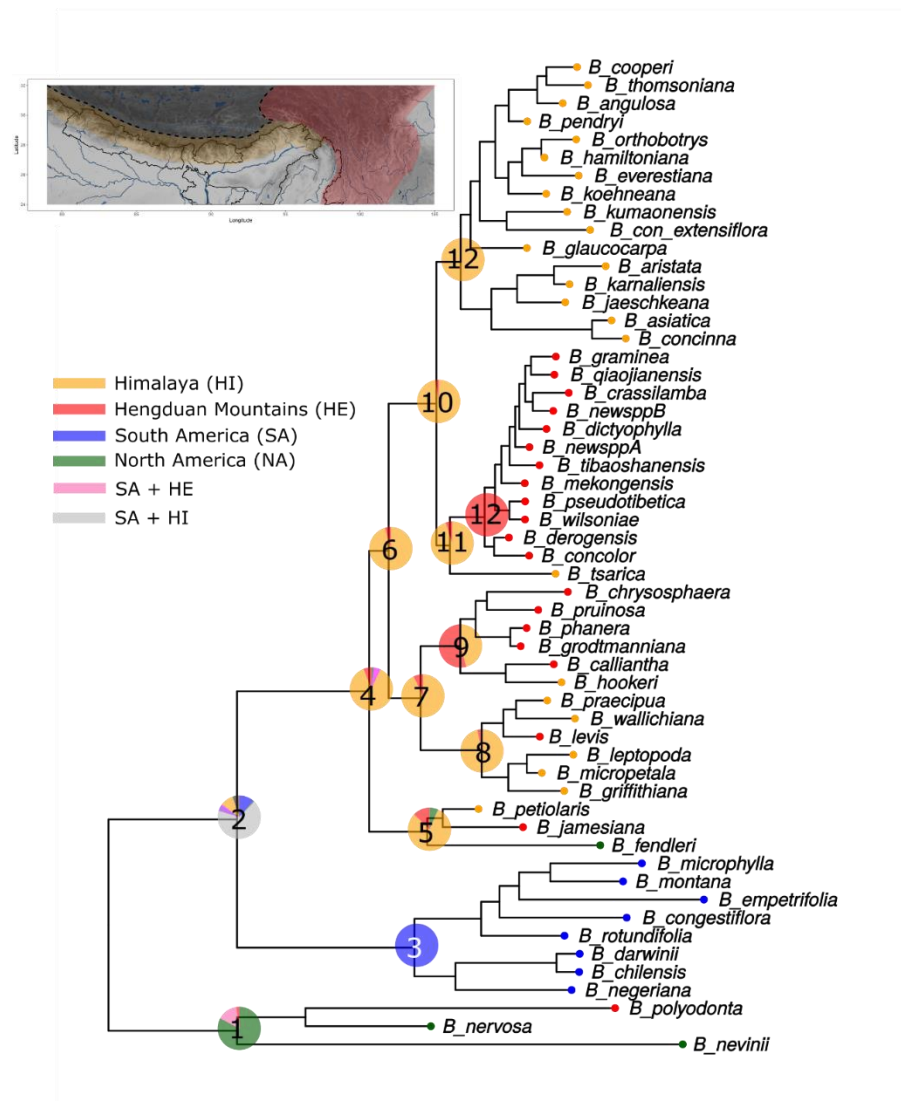 B_cooperi
B_thomsoniana
B_angulosa
B_pendryi
B_orthobotrys
B_hamiltoniana
B_everestiana
B_koehneana
B_kumaonensis
B_con_extensiflora
B_glaucocarpa
B_aristata
B_karnaliensis
B_jaeschkeana
B_asiatica
B_concinna
B_graminea
B_qiaojianensis
B_crassilamba
B_newsppB
B_dictyophylla
B_newsppA
B_tibaoshanensis
B_mekongensis
B_pseudotibetica
B_wilsoniae
B_derogensis
B_concolor
B_tsarica
B_chrysosphaera
B_pruinosa
B_phanera
B_grodtmanniana
B_calliantha
B_hookeri
B_praecipua
B_wallichiana
B_levis
B_leptopoda
B_micropetala
B_griffithiana
B_petiolaris
B_jamesiana
B_fendleri
B_microphylla
B_montana
B_empetrifolia
B_congestiflora
B_rotundifolia
B_darwinii
B_chilensis
B_negeriana
B_polyodonta
B_nervosa
B_nevinii
Latitude
Longitude
Himalaya (HI)
Hengduan Mountains (HE)
South America (SA)
North America (NA)
SA + HE
SA + HI
12
10
12
11
6
9
4
7
8
5
2
3
1